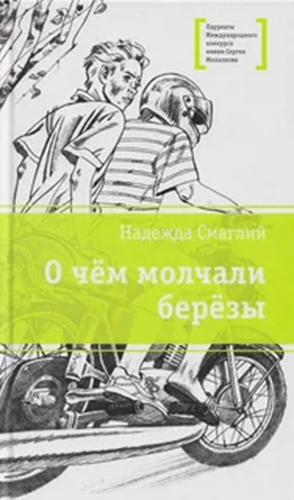 Лауреаты
Международного
конкурса
имени Сергея
Михалкова
Надежда Смаглий
О чём молчали
берёзы